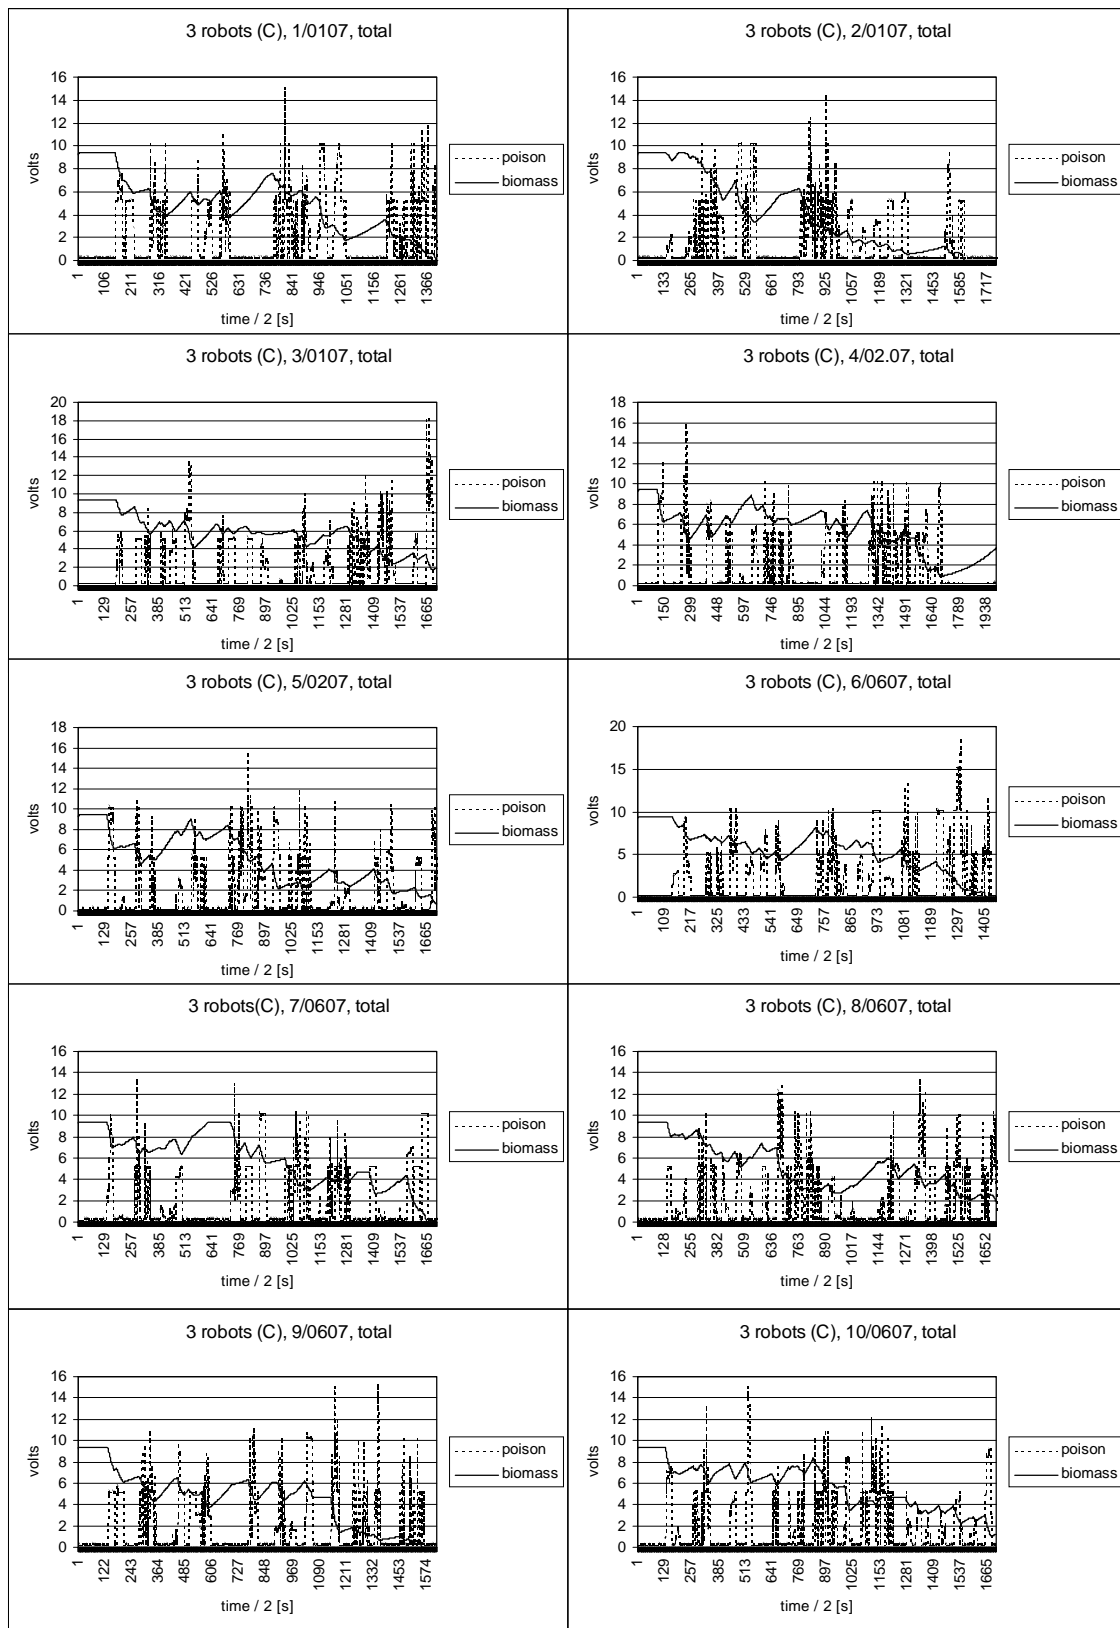 3 robots (C), 1/0107, total
16
14
12
10
8
6
4
2
0
volts
1 106 211 316 421 526 631 736 841 946 1051 1156 1261 1366
time / 2 [s]
poison
biomass
3 robots (C), 2/0107, total
16
14
12
10
8
6
4
2
0
volts
1 133 265 397 529 661 793 925 1057 1189 1321 1453 1585 1717
time / 2 [s]
poison
biomass
3 robots (C), 3/0107, total
20
18
16
14
12
10
8
6
4
2
0
volts
1 129 257 385 513 641 769 897 1025 1153 1281 1409 1537 1665
time / 2 [s]
poison
biomass
3 robots (C), 4/02.07, total
18
16
14
12
10
8
6
4
2
0
volts
1 150 299 448 597 746 895 1044 1193 1342 1491 1640 1789 1938
time / 2 [s]
poison
biomass
3 robots (C), 5/0207, total
18
16
14
12
10
8
6
4
2
0
volts
1 129 257 385 513 641 769 897 1025 1153 1281 1409 1537 1665
time / 2 [s]
poison
biomass
3 robots (C), 6/0607, total
20
15
10
5
0
volts
1 109 217 325 433 541 649 757 865 973 1081 1189 1297 1405
time / 2 [s]
poison
biomass
3 robots(C), 7/0607, total
16
14
12
10
8
6
4
2
0
volts
1 129 257 385 513 641 769 897 1025 1153 1281 1409 1537 1665
time / 2 [s]
poison
biomass
3 robots (C), 8/0607, total
16
14
12
10
8
6
4
2
0
volts
1 128 255 382 509 636 763 890 1017 1144 1271 1398 1525 1652
time / 2 [s]
poison
biomass
3 robots (C), 9/0607, total
16
14
12
10
8
6
4
2
0
volts
1 122 243 364 485 606 727 848 969 1090 1211 1332 1453 1574
time / 2 [s]
poison
biomass
3 robots (C), 10/0607, total
16
14
12
10
8
6
4
2
0
volts
1 129 257 385 513 641 769 897 1025 1153 1281 1409 1537 1665
time / 2 [s]
poison
biomass